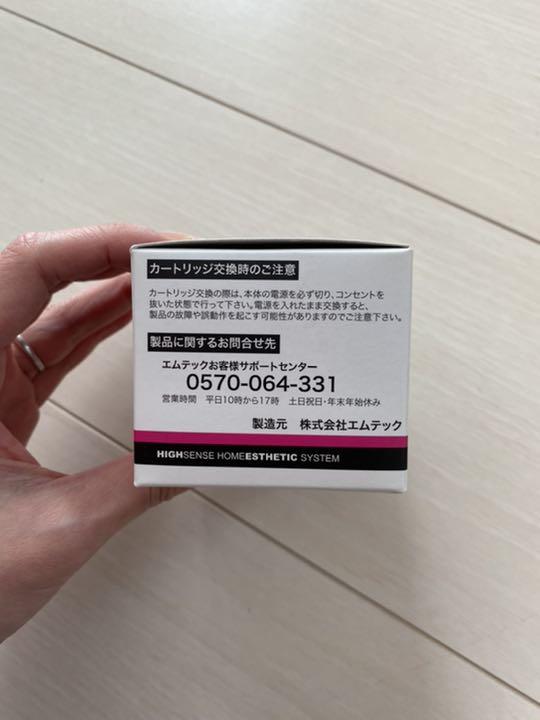 カートリッジ交換時のご注意
カートリッジ交換の際は、本体の電源を必ず切り、コンセントを
抜いた状態で行って下さい。電源を入れたまま交換すると、
製品の故障や誤動作を起こす可能性がありますのでご注意下さい。
製品に関するお問合せ先
エムテックお客様サポートセンター
0570-064-331
営業時間 平日10時から17時 土日祝日・年末年始休み
製造元 株式会社エムテック
HIGHSENSE HOMEESTHETIC SYSTEM